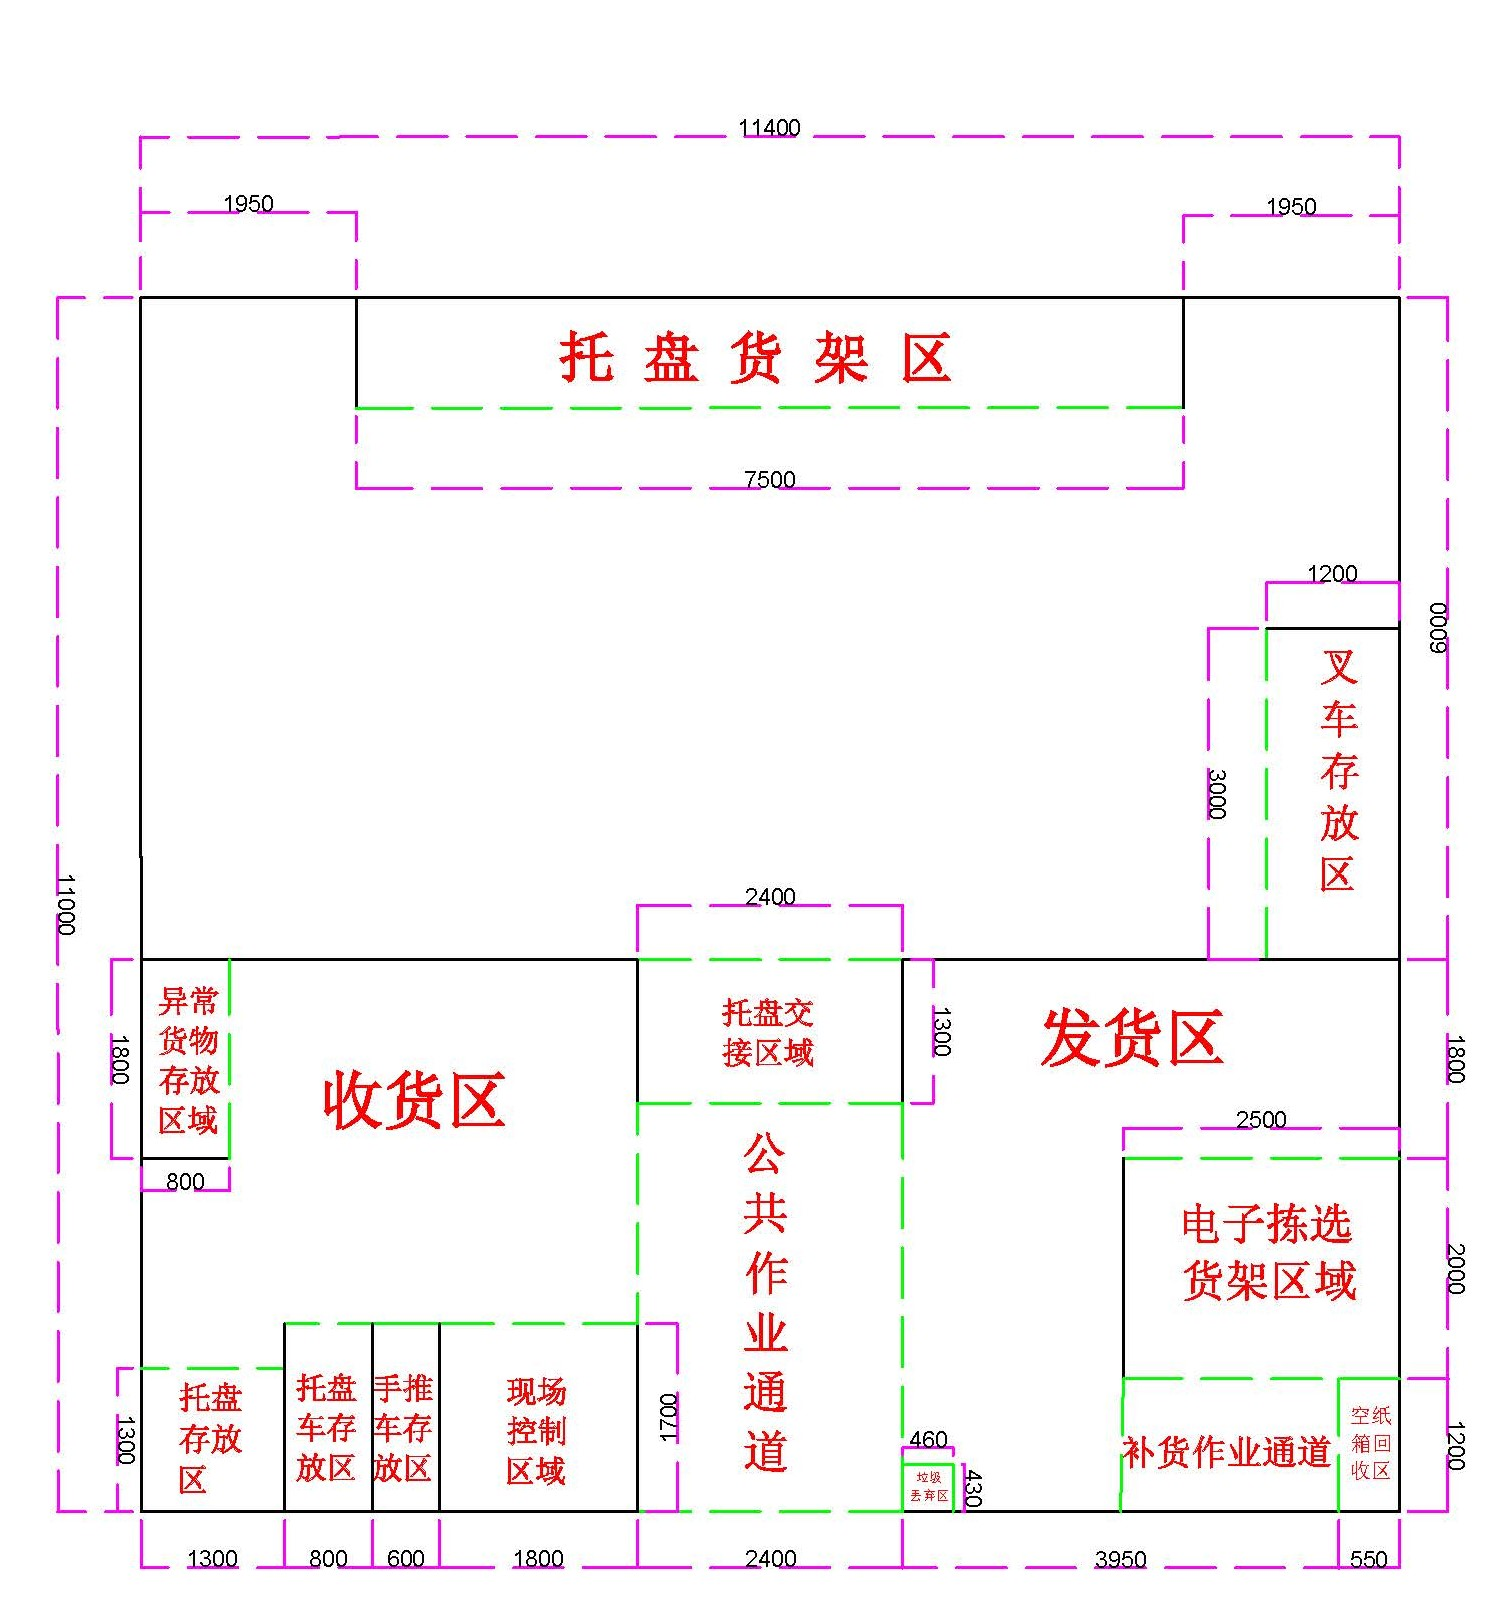 11400
1950
1950
托盘货架区
7500
1200
6000
叉车存放区
3000
11000
2400
异常
货物
存放
区域
1800
800
收货区
托盘交
接区域
1300
发货区
1800
2500
公共作业通道
电子拣选
货架区域
2000
托盘
存放
区
1300
托盘
车存
放区
手推
车存
放区
现场
控制
区域
1700
460
垃圾
丢弃区
430
补货作业通道
空纸
箱回
收区
1200
1300
800
600
1800
2400
3950
550